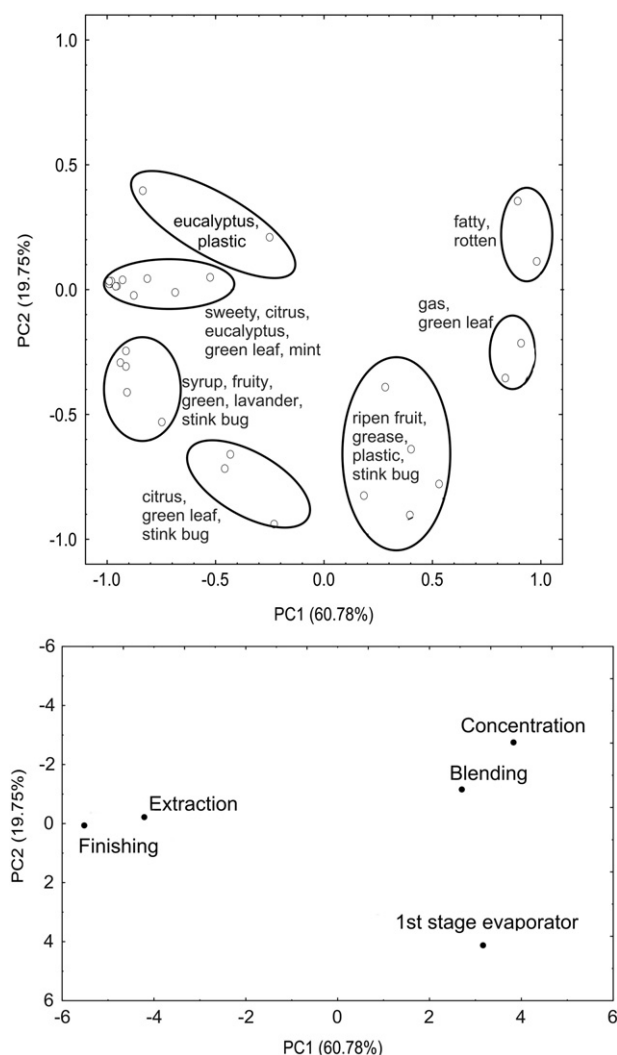 1.0
0.5
0.0
-0.5
-1.0
PC2 (19.75%)
eucalyptus,
plastic
sweety, citrus,
eucalyptus,
green leaf, mint
syrup, fruity,
green, lavander,
stink bug
citrus,
green leaf,
stink bug
ripen fruit,
grease,
plastic,
stink bug
fatty,
rotten
gas,
green leaf
-1.0 -0.5 0.0 0.5 1.0
PC1 (60.78%)
-6
-4
-2
0
2
4
6
PC2 (19.75%)
Concentration
Blending
Extraction
Finishing
1st stage evaporator
-6 -4 -2 0 2 4 6
PC1 (60.78%)